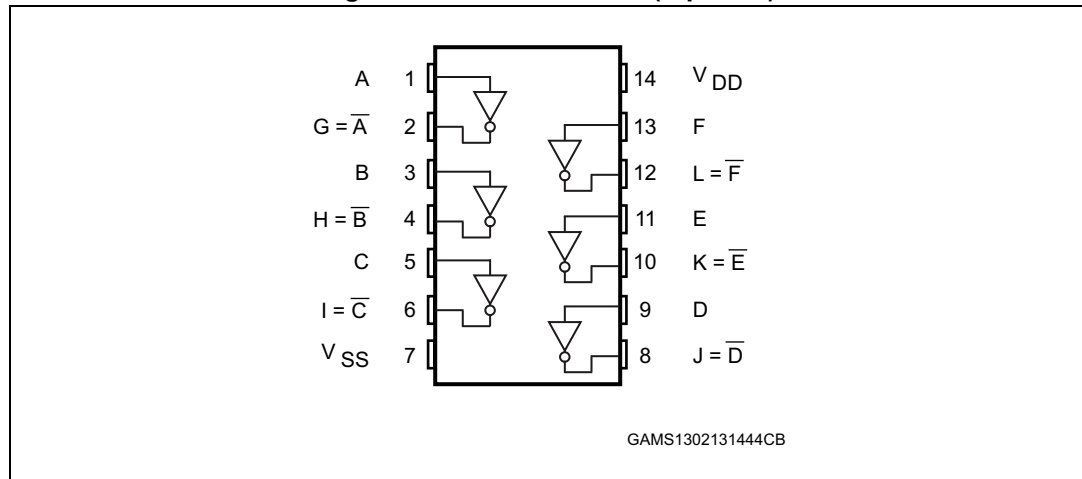 A 1
G = A̅ 2
B 3
H = B̅ 4
C 5
I = C̅ 6
V SS 7
14 V DD
13 F
12 L = F̅
11 E
10 K = E̅
9 D
8 J = D̅
GAMS1302131444CB